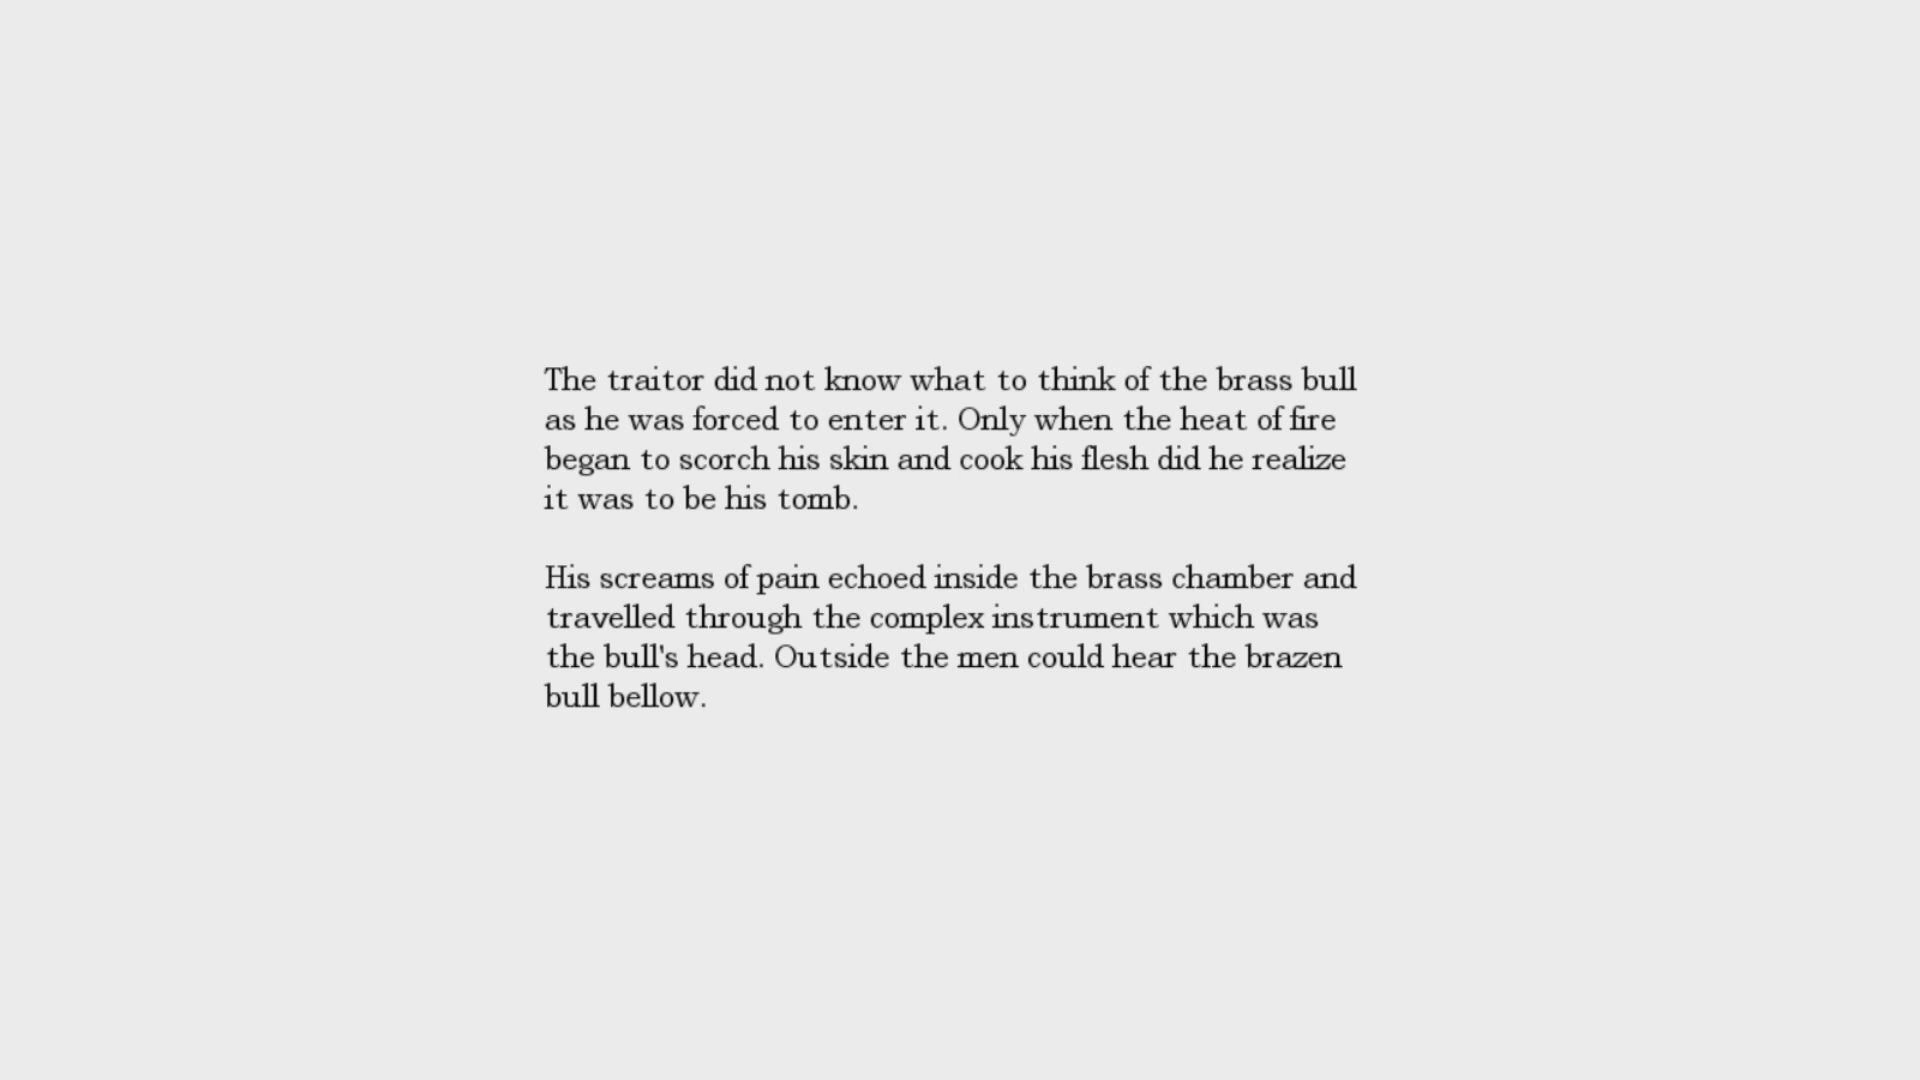 The traitor did not know what to think of the brass bull
as he was forced to enter it. Only when the heat of fire
began to scorch his skin and cook his flesh did he realize
it was to be his tomb.
His screams of pain echoed inside the brass chamber and
travelled through the complex instrument which was
the bull's head. Outside the men could hear the brazen
bull bellow.